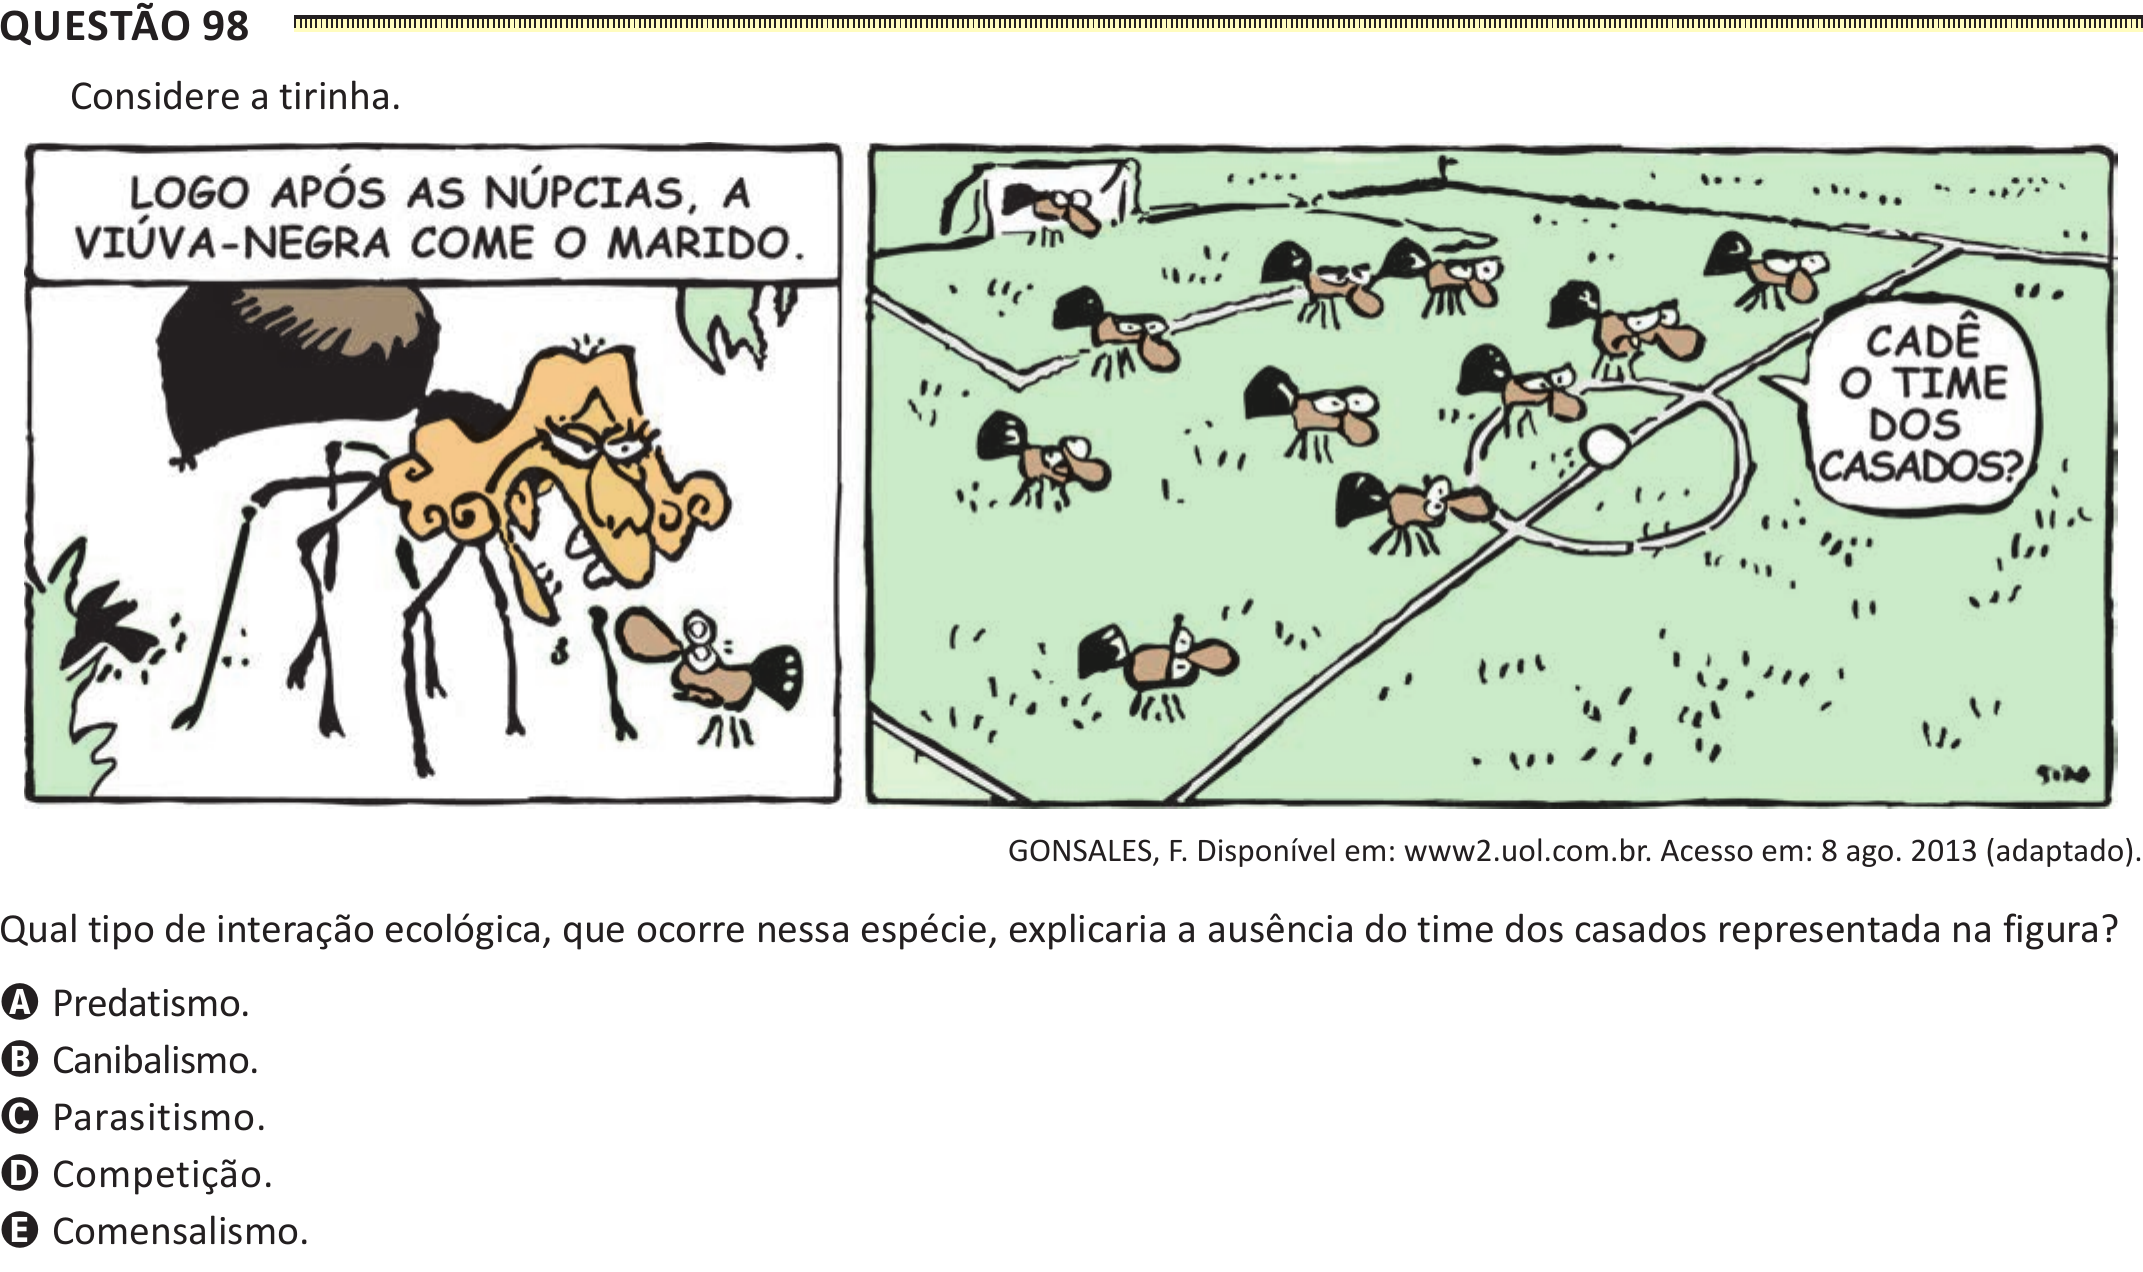 QUESTÃO 98
Considere a tirinha.
LOGO APÓS AS NÚPCIAS, A
VIÚVA-NEGRA COME O MARIDO.
CADÊ
O TIME
DOS
CASADOS?
GONSALES, F. Disponível em: www2.uol.com.br. Acesso em: 8 ago. 2013 (adaptado).
Qual tipo de interação ecológica, que ocorre nessa espécie, explicaria a ausência do time dos casados representada na figura?
A Predatismo.
B Canibalismo.
C Parasitismo.
D Competição.
E Comensalismo.